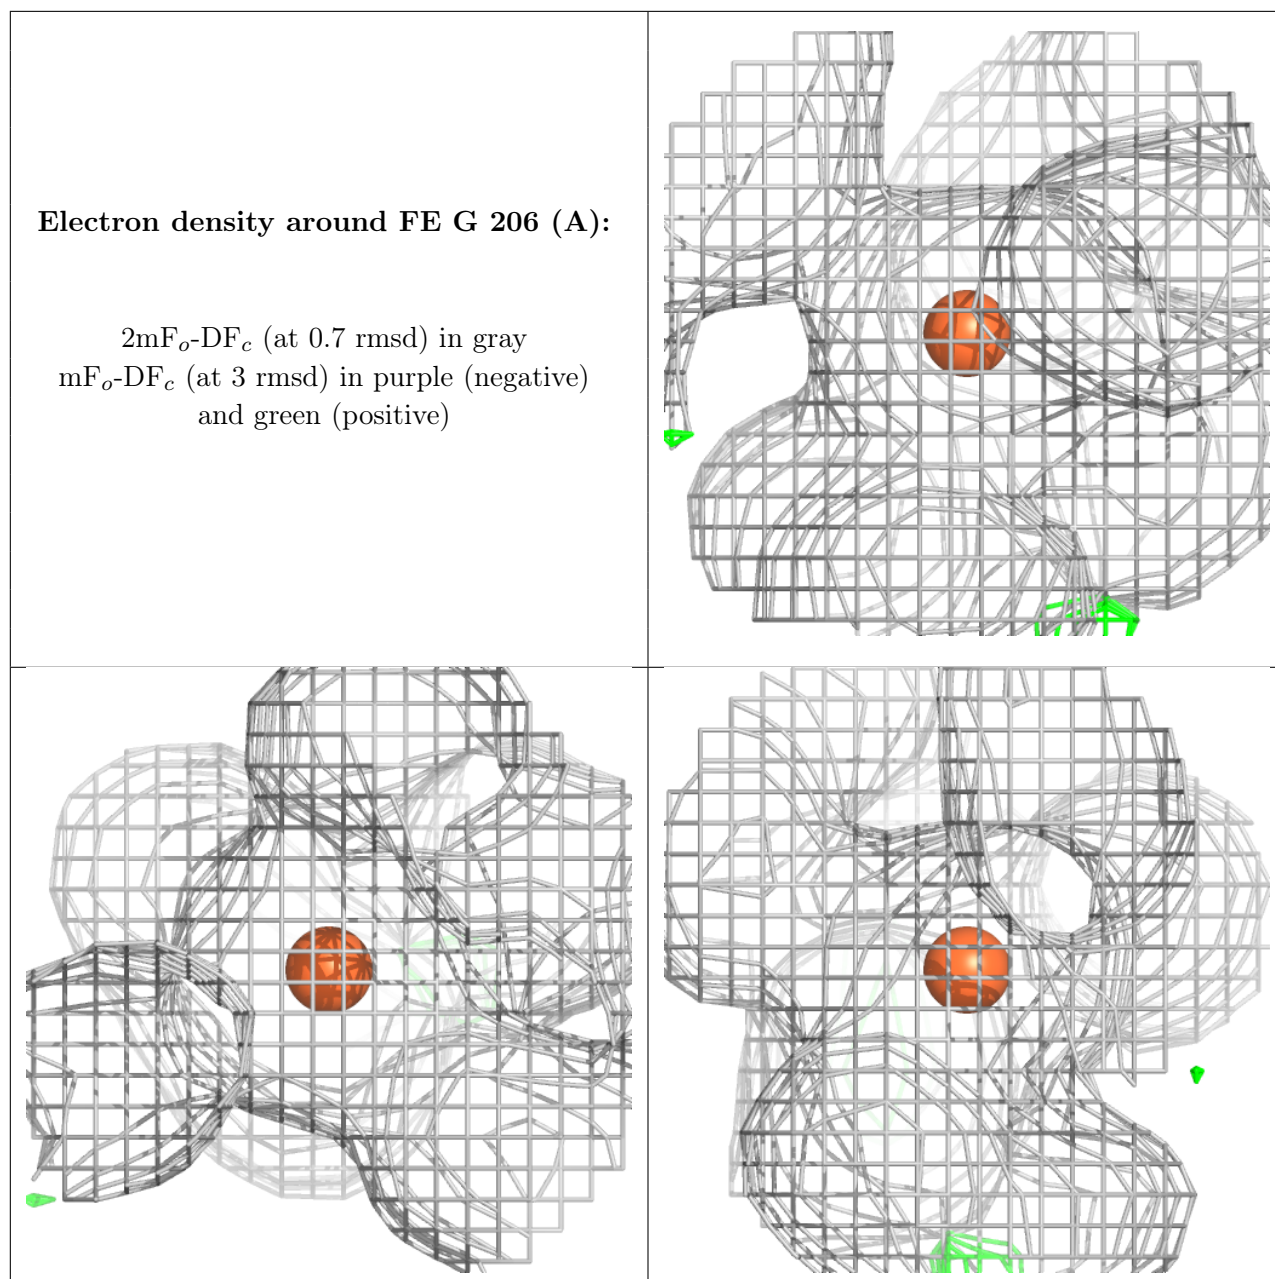 Electron density around FE G 206 (A):
2mFo-DFc (at 0.7 rmsd) in gray
mFo-DFc (at 3 rmsd) in purple (negative)
and green (positive)